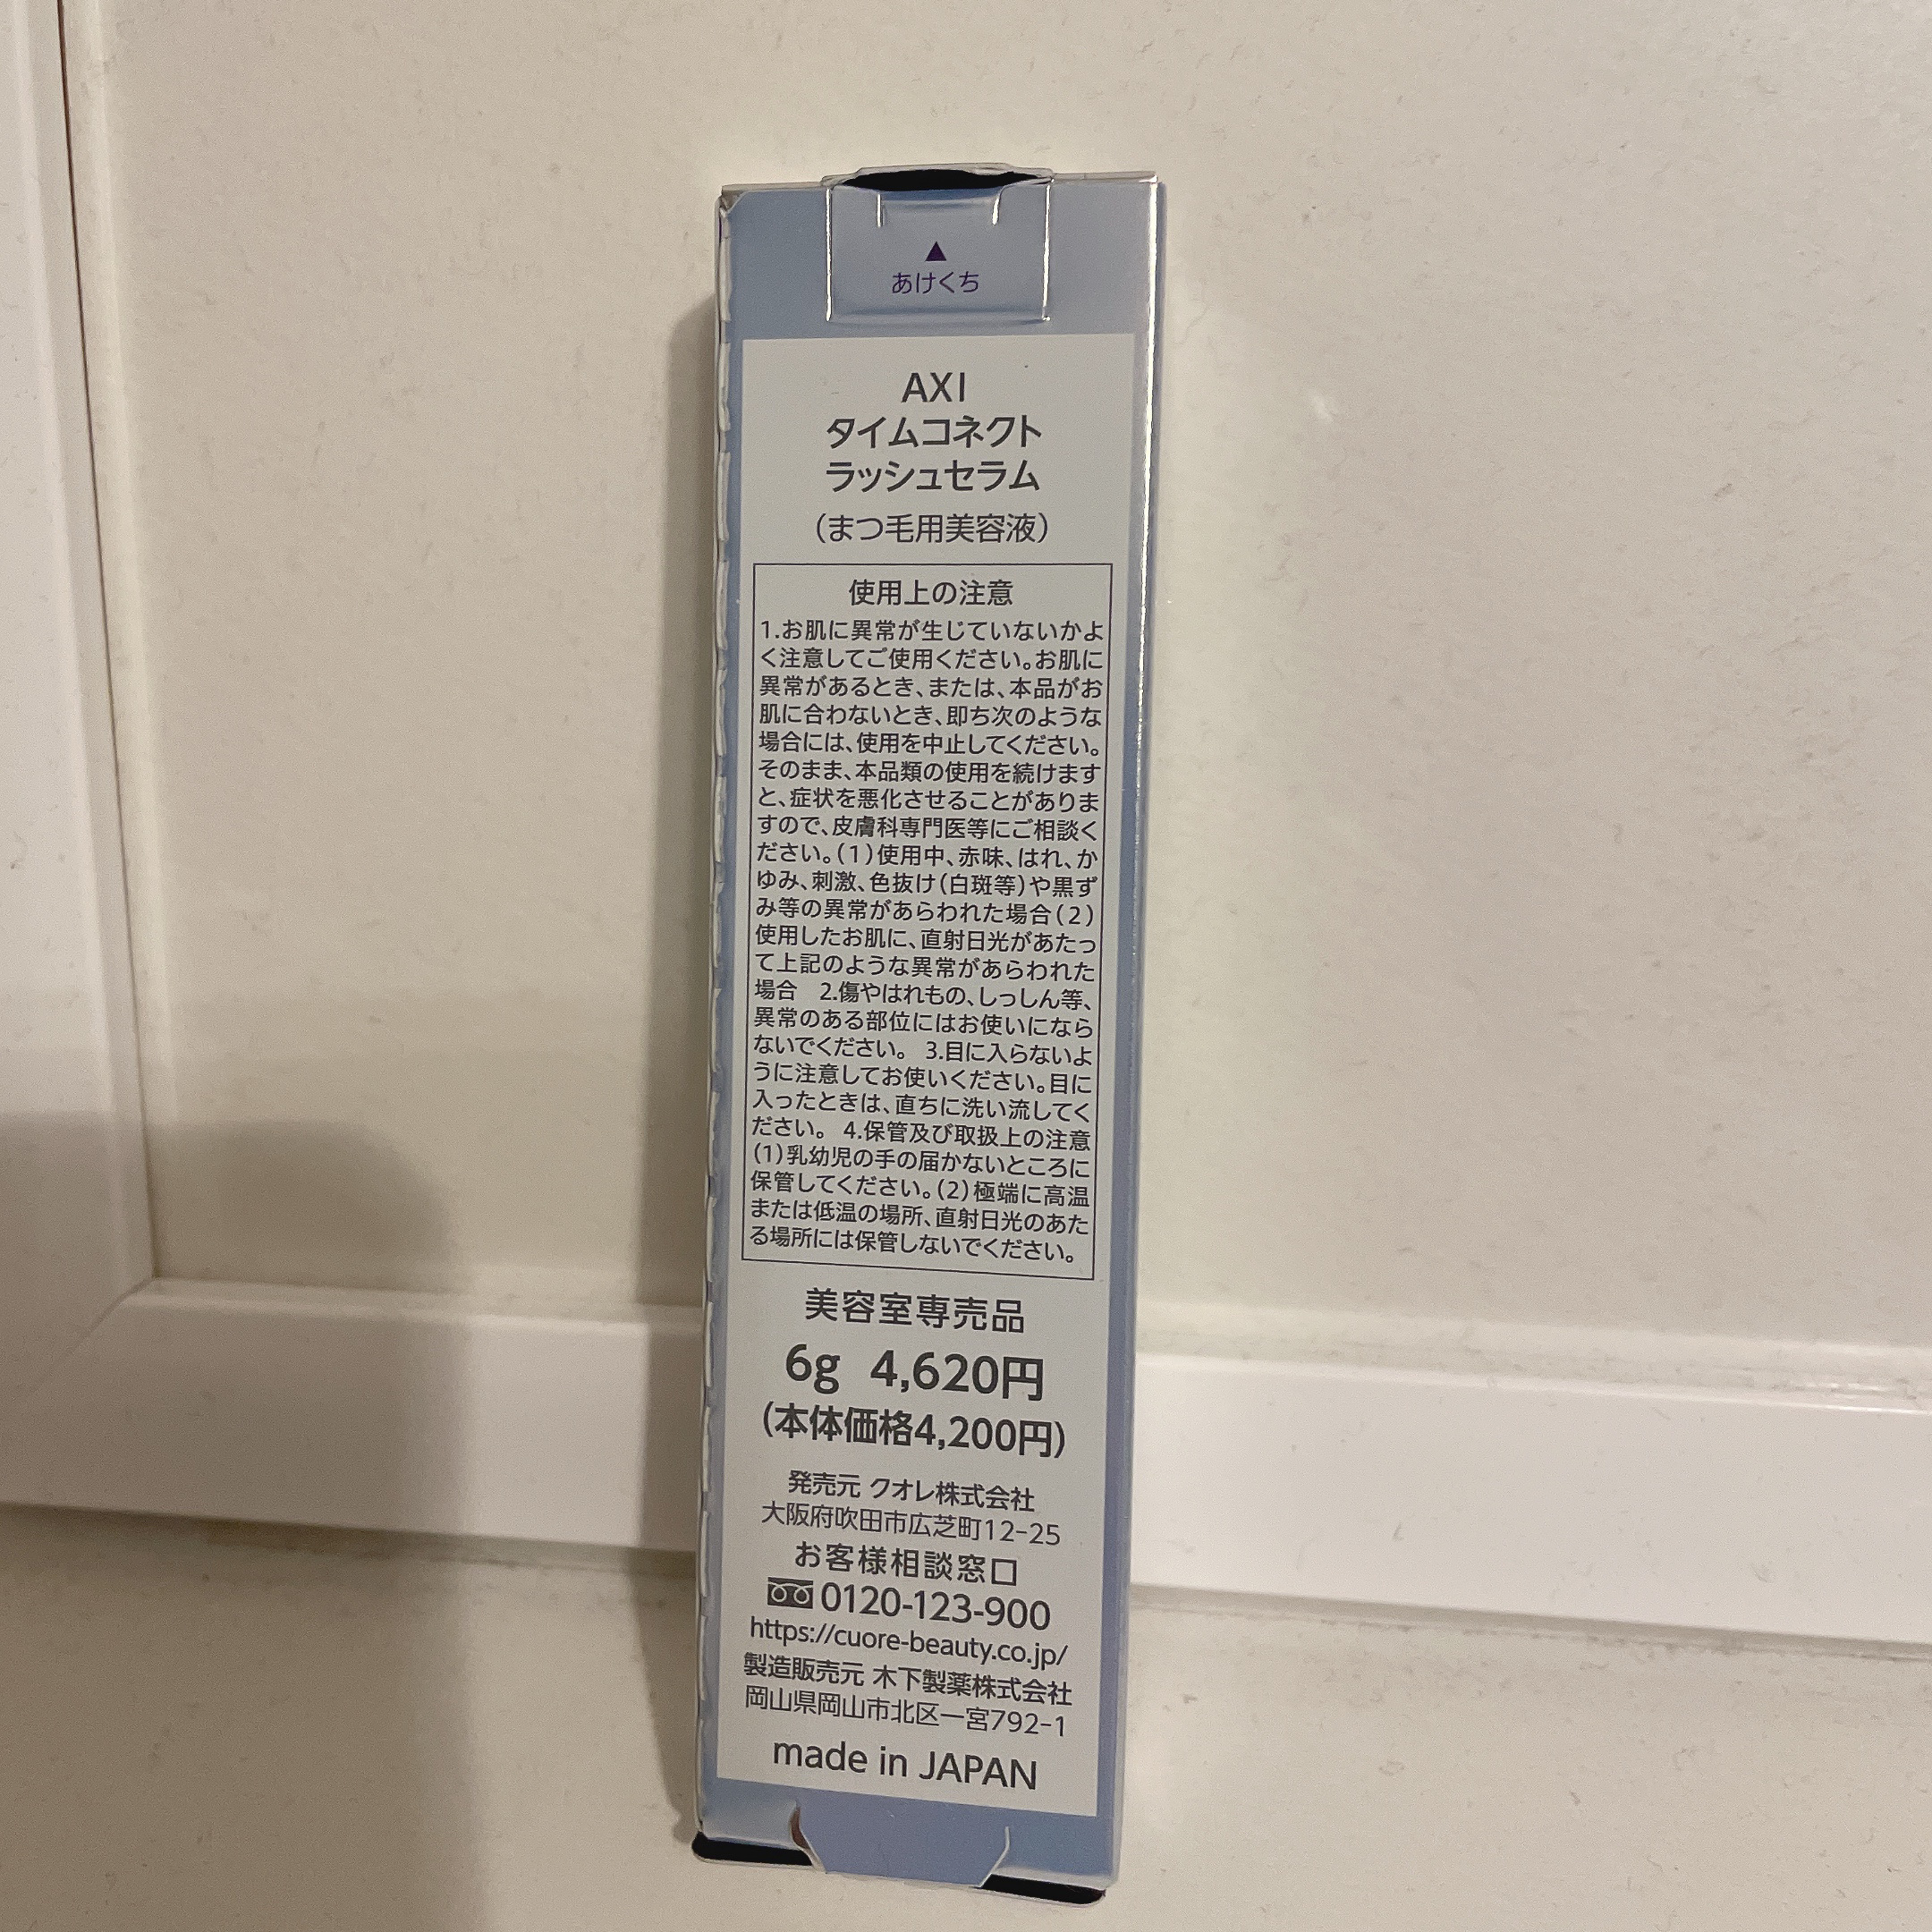 ▲
あけくち
AXI
タイムコネクト
ラッシュセラム
(まつ毛用美容液)
使用上の注意
1.お肌に異常が生じていないかよ
く注意してご使用ください。お肌に
異常があるとき、または、本品がお
肌に合わないとき、即ち次のような
場合には、使用を中止してください。
そのまま、本品類の使用を続けます
と、症状を悪化させることがありま
すので、皮膚科専門医等にご相談く
ださい。(1)使用中、赤味、はれ、か
ゆみ、刺激、色抜け(白斑等)や黒ず
み等の異常があらわれた場合(2)
使用したお肌に、直射日光があたっ
て上記のような異常があらわれた
場合　2.傷やはれもの、しっしん等、
異常のある部位にはお使いになら
ないでください。　3.目に入らないよ
うに注意してお使いください。目に
入ったときは、直ちに洗い流してく
ださい。　4.保管及び取扱上の注意
(1)乳幼児の手の届かないところに
保管してください。(2)極端に高温
または低温の場所、直射日光のあた
る場所には保管しないでください。
美容室専売品
6g 4,620円
(本体価格4,200円)
発売元 クオレ株式会社
大阪府吹田市広芝町12-25
お客様相談窓口
0120-123-900
https://cuore-beauty.co.jp/
製造販売元 木下製薬株式会社
岡山県岡山市北区一宮792-1
made in JAPAN